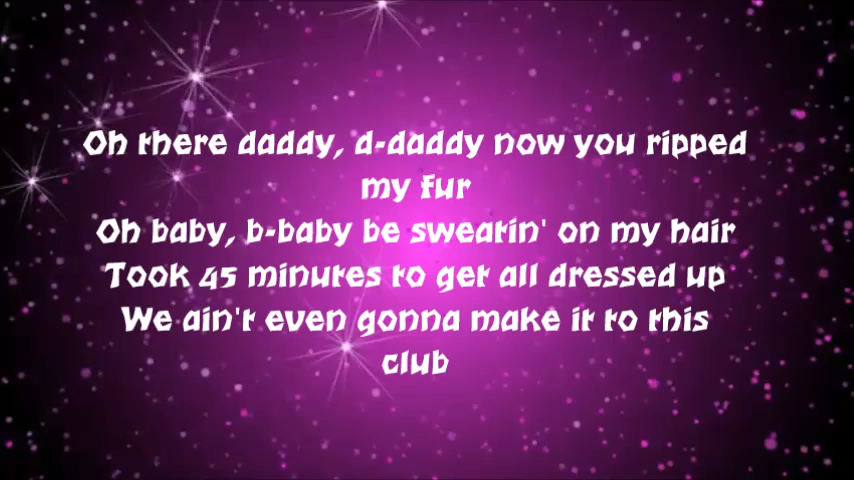 Oh there daddy, d-daddy now you ripped
my fur
Oh baby, b-baby be sweatin' on my hair
Took 45 minutes to get all dressed up
We ain't even gonna make it to this
club